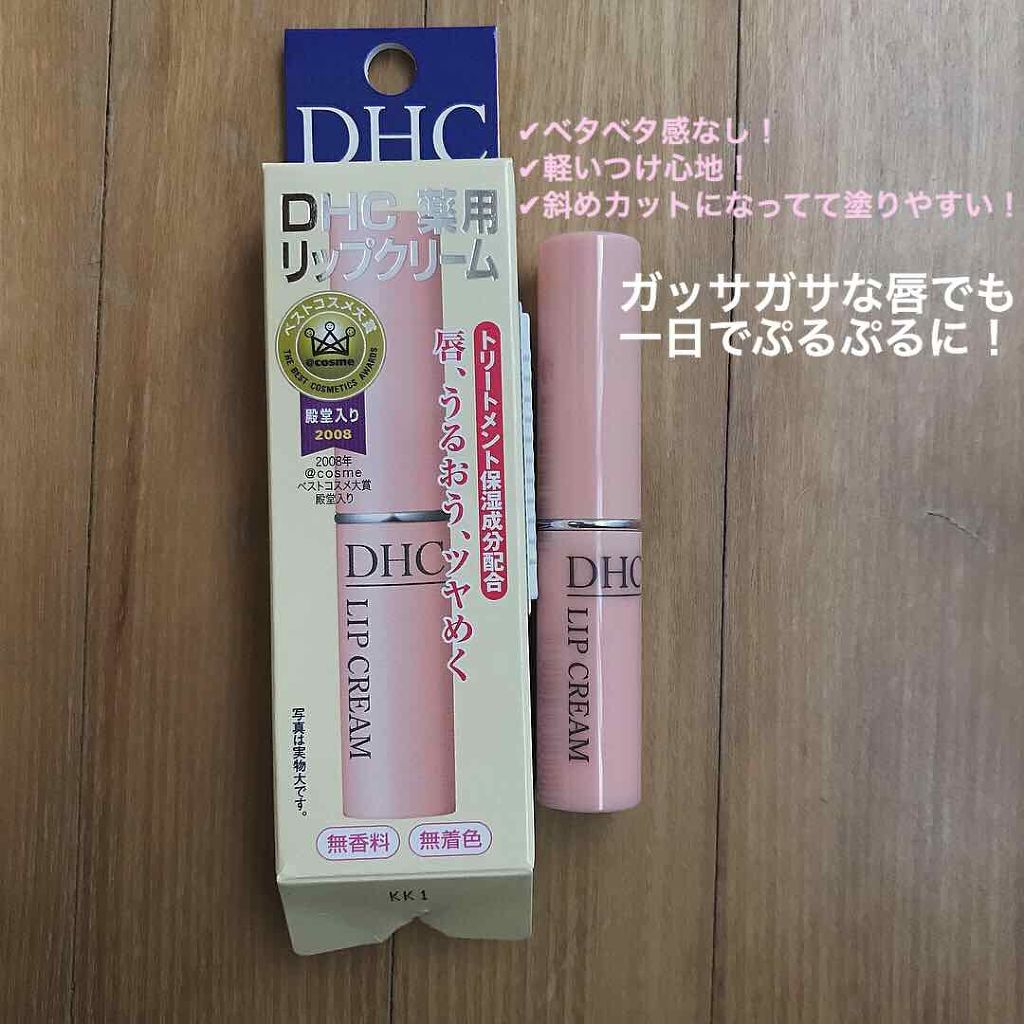 DHC
DHC 薬用
リップクリーム
ベストコスメ大賞
@cosme
THE BEST COSMETICS AWARDS
殿堂入り
2008
2008年
@cosme
ベストコスメ大賞
殿堂入り
トリートメント保湿成分配合
唇、うるおう、ツヤめく
DHC
LIP CREAM
写真は実物大です。
無香料
無着色
KK1
✔ベタベタ感なし！
✔軽いつけ心地！
✔斜めカットになってて塗りやすい！
ガッサガサな唇でも
一日でぷるぷるに！
DHC
LIP CREAM